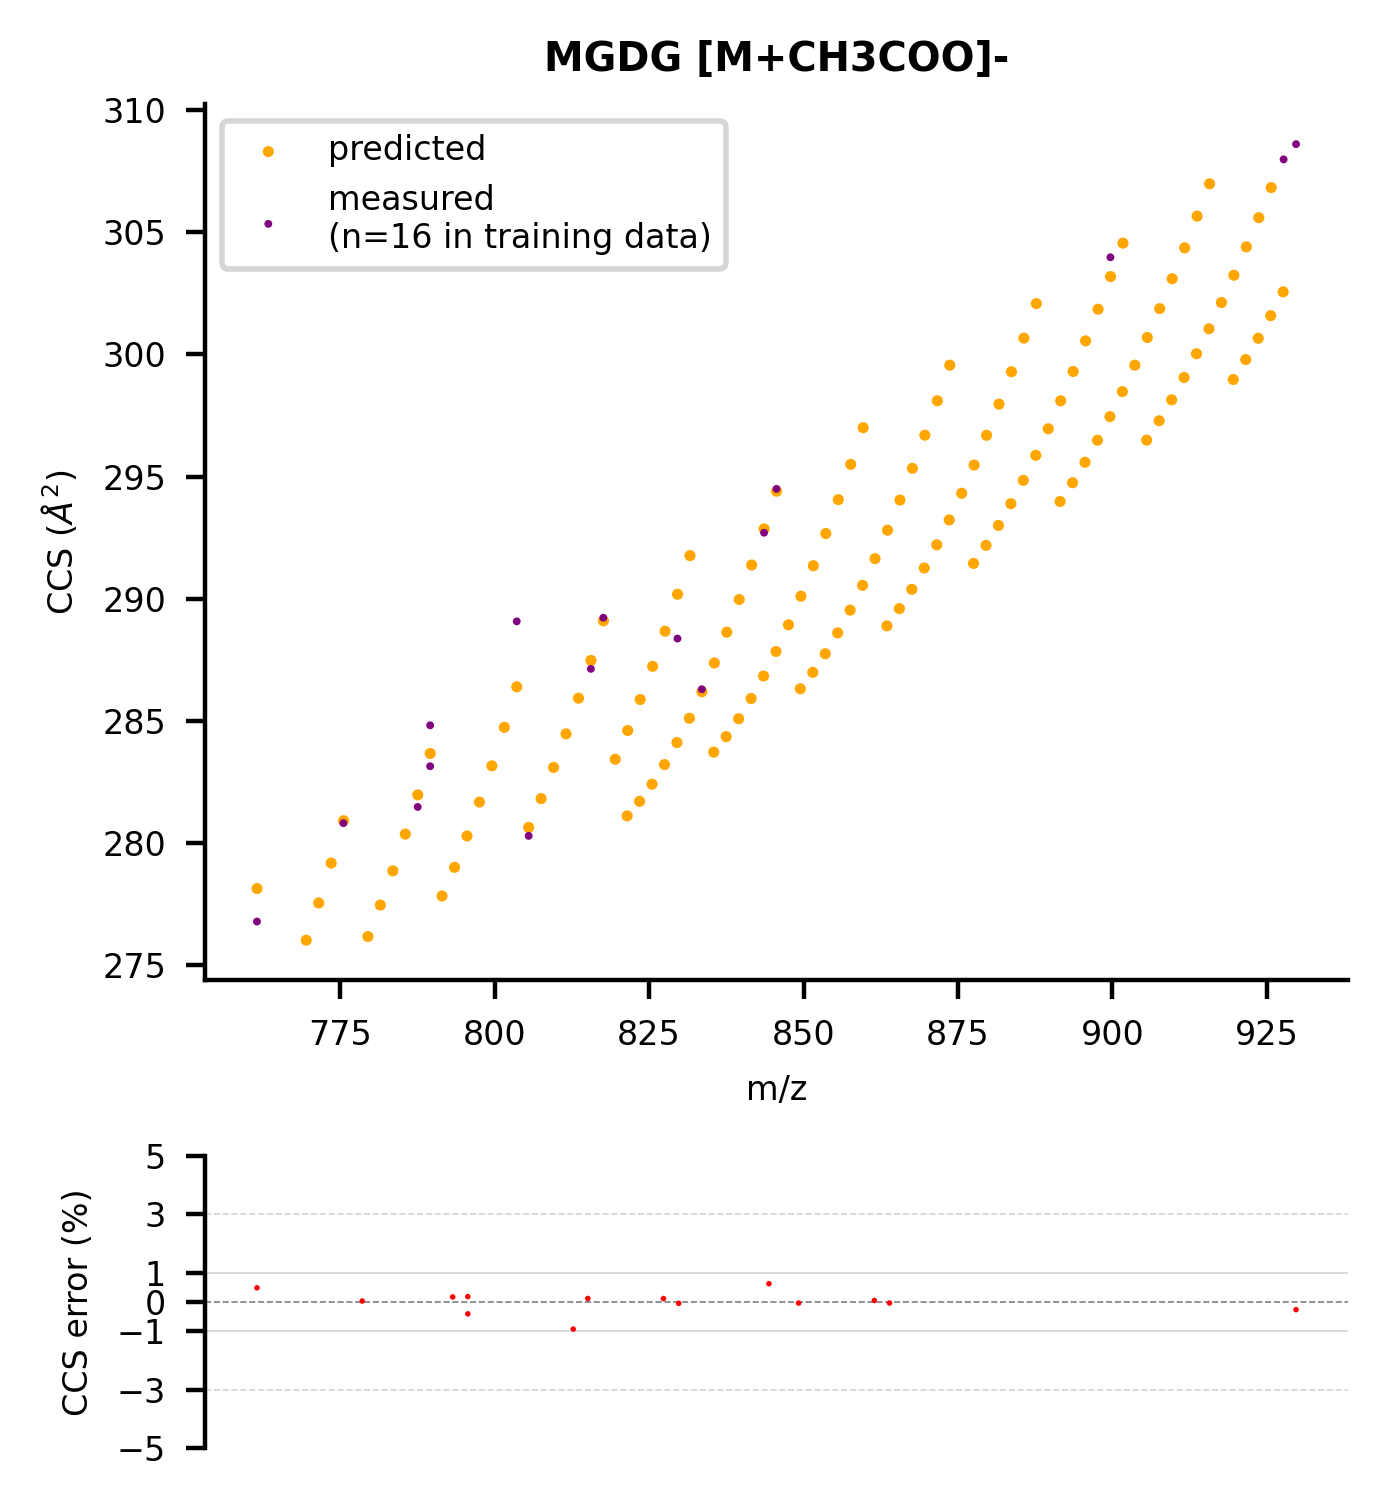 MGDG [M+CH3COO]-
predicted
measured
(n=16 in training data)
310
305
300
295
290
285
280
275
CCS (Å²)
775 800 825 850 875 900 925
m/z
5
3
1
0
−1
−3
−5
CCS error (%)